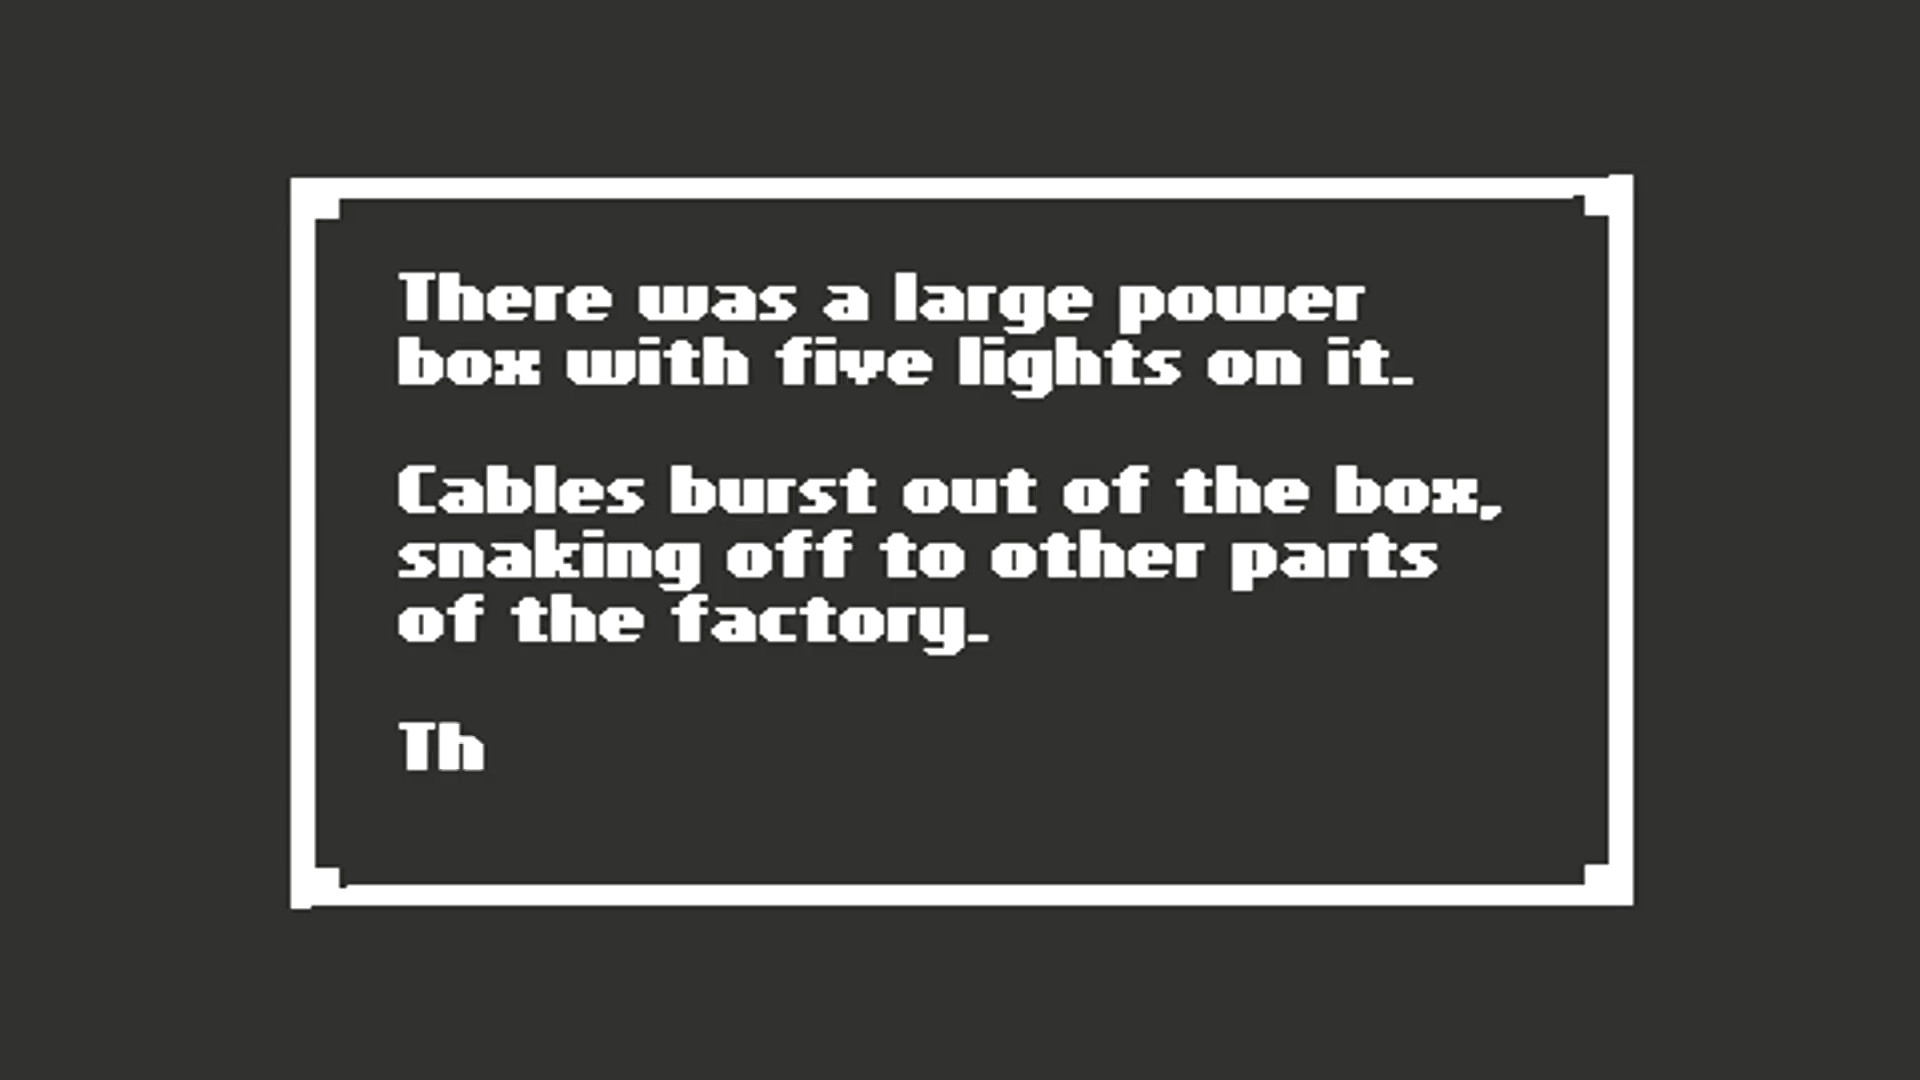 There was a large power
box with five lights on it.
Cables burst out of the box,
snaking off to other parts
of the factory.
Th